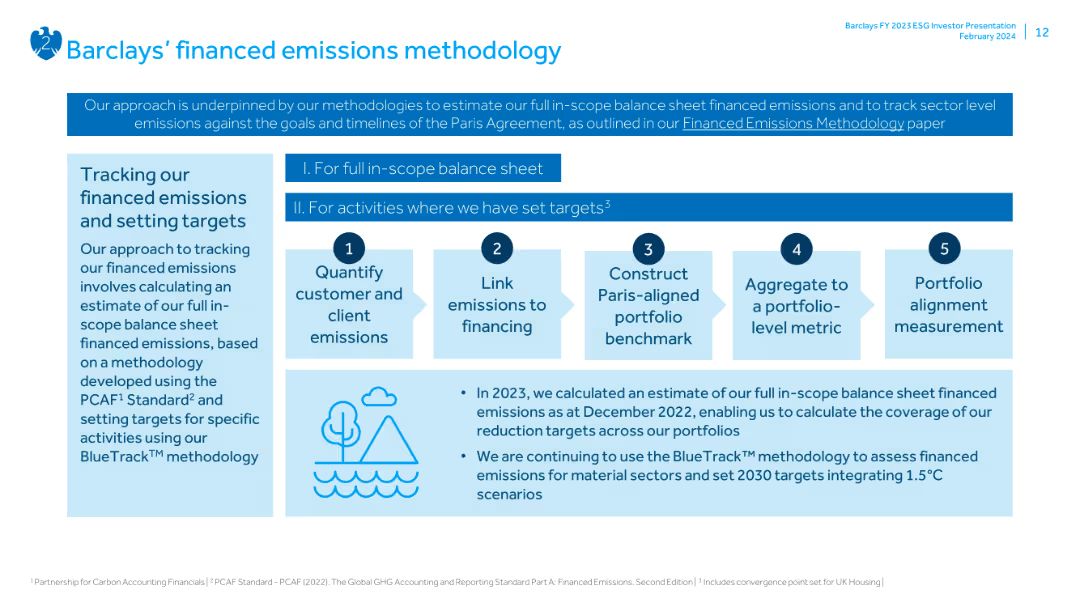 Barclays FY 2023 ESG Investor Presentation
February 2024
12
2
Barclays' financed emissions methodology
Our approach is underpinned by our methodologies to estimate our full in-scope balance sheet financed emissions and to track sector level
emissions against the goals and timelines of the Paris Agreement, as outlined in our Financed Emissions Methodology paper
Tracking our
financed emissions
and setting targets
Our approach to tracking
our financed emissions
involves calculating an
estimate of our full in-
scope balance sheet
financed emissions, based
on a methodology
developed using the
PCAF¹ Standard² and
setting targets for specific
activities using our
BlueTrack™ methodology
I. For full in-scope balance sheet
II. For activities where we have set targets³
1
Quantify
customer and
client
emissions
2
Link
emissions to
financing
3
Construct
Paris-aligned
portfolio
benchmark
4
Aggregate to
a portfolio-
level metric
5
Portfolio
alignment
measurement
• In 2023, we calculated an estimate of our full in-scope balance sheet financed
emissions as at December 2022, enabling us to calculate the coverage of our
reduction targets across our portfolios
• We are continuing to use the BlueTrack™ methodology to assess financed
emissions for material sectors and set 2030 targets integrating 1.5°C
scenarios
¹ Partnership for Carbon Accounting Financials | ² PCAF Standard - PCAF (2022). The Global GHG Accounting and Reporting Standard Part A: Financed Emissions. Second Edition | ³ Includes convergence point set for UK Housing |